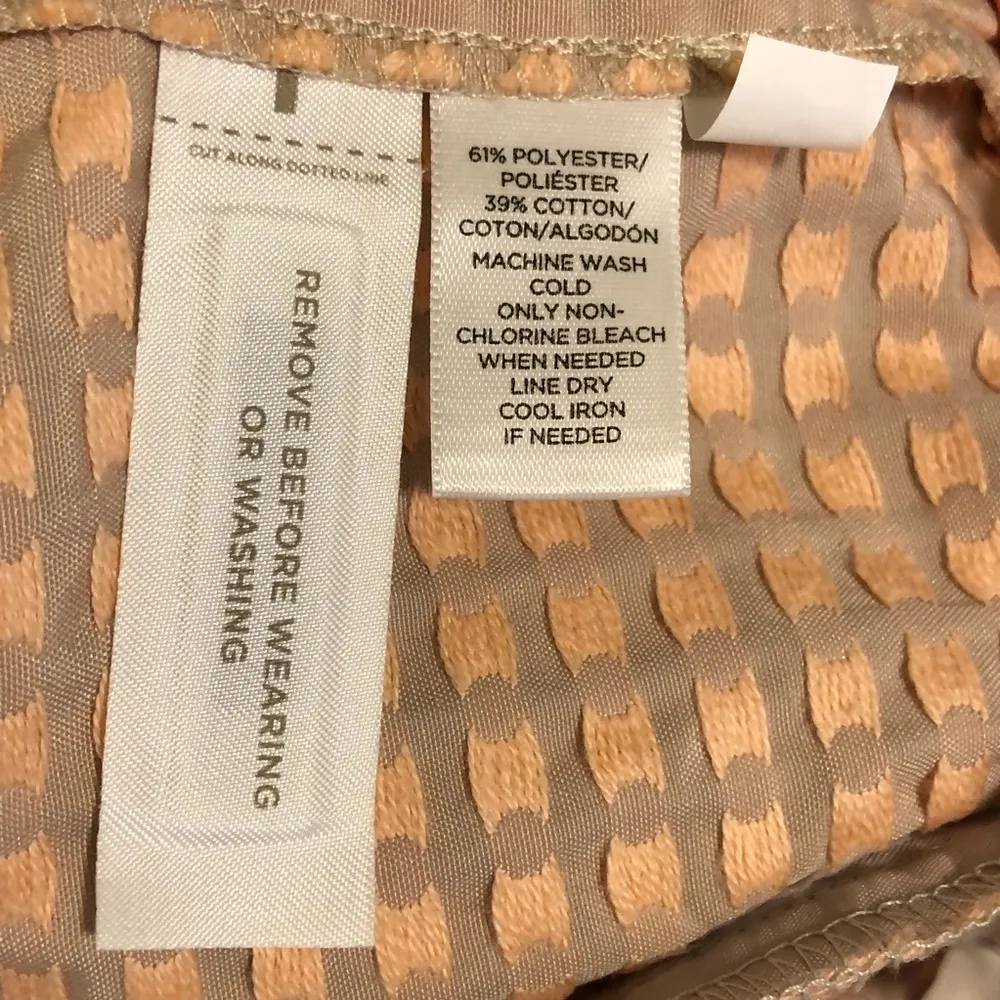 CUT ALONG DOTTED LINE
REMOVE BEFORE WEARING
OR WASHING
61% POLYESTER/
POLIÉSTER
39% COTTON/
COTON/ALGODÓN
MACHINE WASH
COLD
ONLY NON-
CHLORINE BLEACH
WHEN NEEDED
LINE DRY
COOL IRON
IF NEEDED